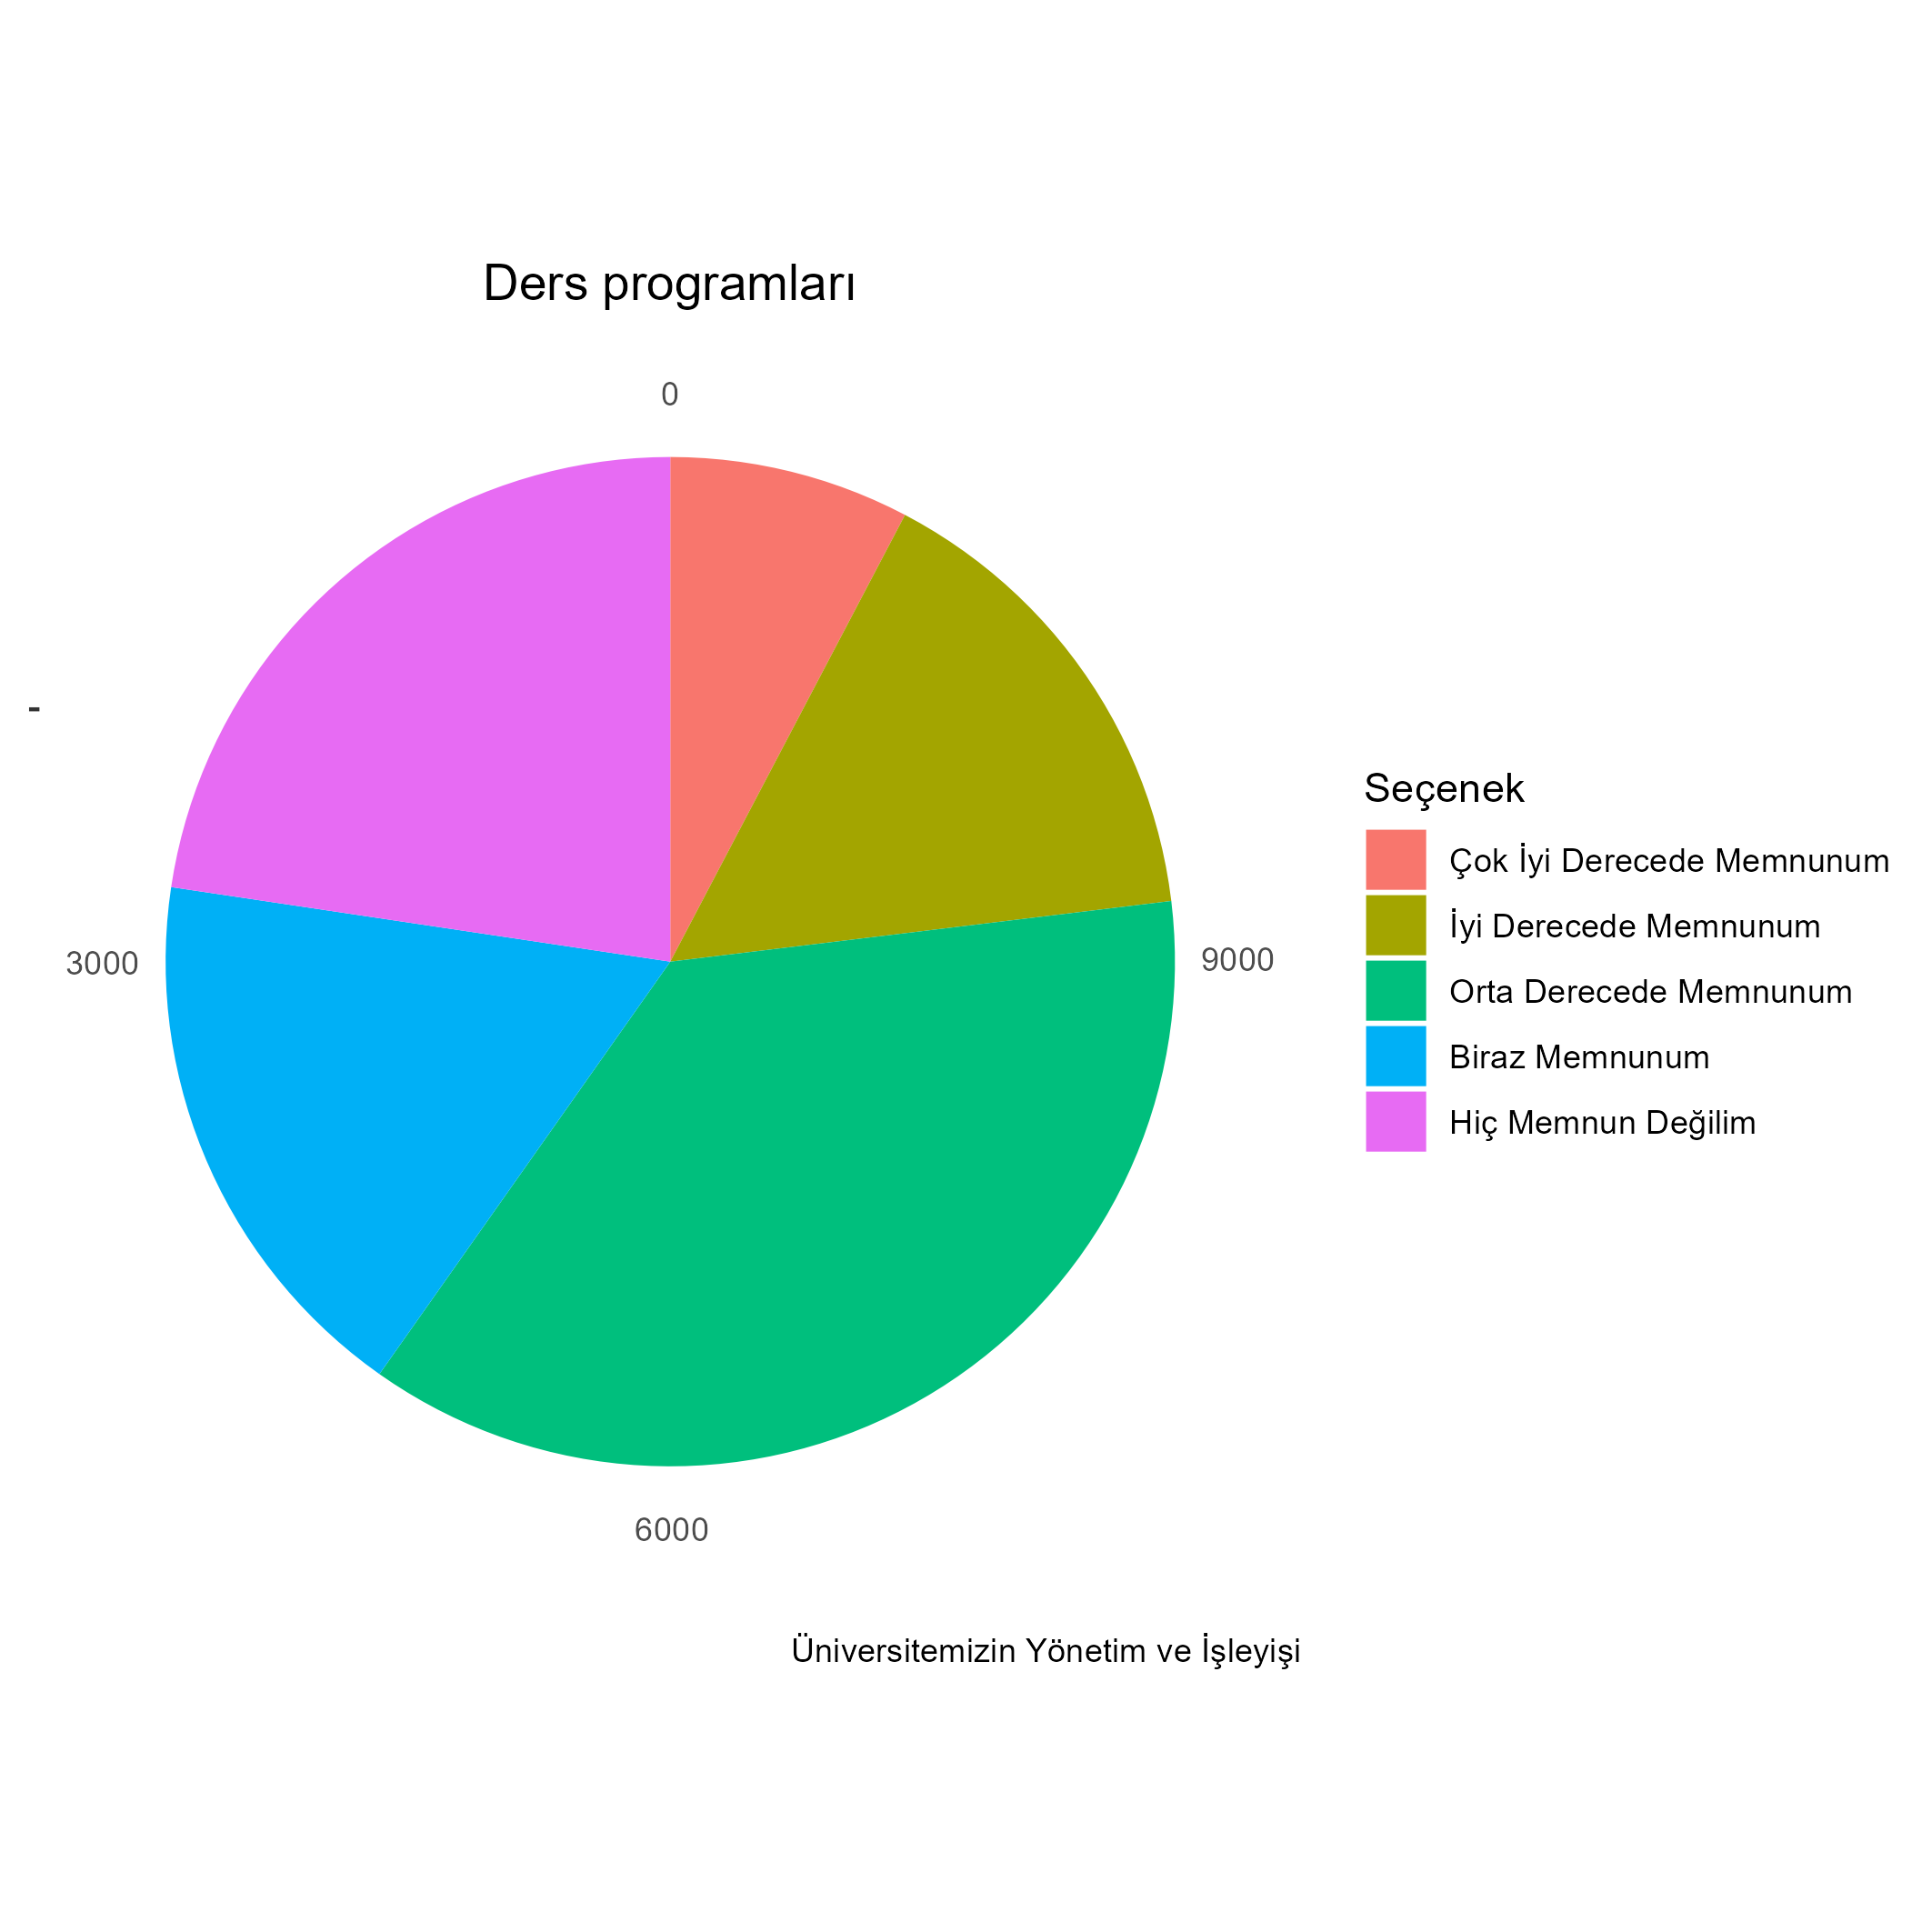 Ders programları
0
-
3000
9000
6000
Seçenek
Çok İyi Derecede Memnunum
İyi Derecede Memnunum
Orta Derecede Memnunum
Biraz Memnunum
Hiç Memnun Değilim
Üniversitemizin Yönetim ve İşleyişi